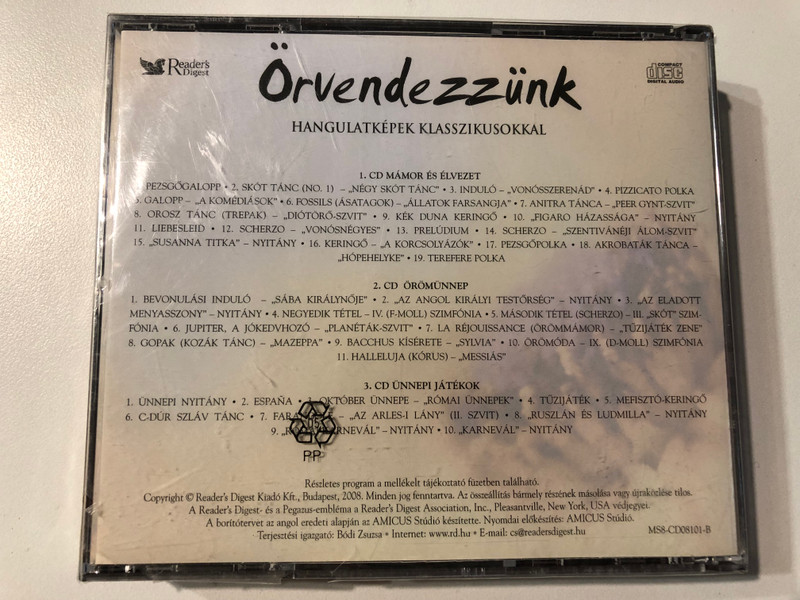 Reader's
Digest
Örvendezzünk
COMPACT
disc
DIGITAL AUDIO
HANGULATKÉPEK KLASSZIKUSOKKAL
1. CD MÁMOR ÉS ÉLVEZET
PEZSGŐGALOPP • 2. SKÓT TÁNC (NO. 1) – „NÉGY SKÓT TÁNC” • 3. INDULÓ – „VONÓSSZERENÁD” • 4. PIZZICATO POLKA
5. GALOPP – „A KOMÉDIÁSOK” • 6. FOSSILS (ÁSATAGOK) – „ÁLLATOK FARSANGJA” • 7. ANITRA TÁNCA – „PEER GYNT-SZVIT”
8. OROSZ TÁNC (TREPAK) – „DIÓTÖRŐ-SZVIT” • 9. KÉK DUNA KERINGŐ • 10. „FIGARO HÁZASSÁGA” – NYITÁNY
11. LIEBESLEID • 12. SCHERZO – „VONÓSNÉGYES” • 13. PRELÚDIUM • 14. SCHERZO – „SZENTIVÁNÉJI ÁLOM-SZVIT”
15. „SUSANNA TITKA” – NYITÁNY • 16. KERINGŐ – „A KORCSOLYÁZÓK” • 17. PEZSGŐPOLKA • 18. AKROBATÁK TÁNCA –
„HÓPEHELYKE” • 19. TEREFERE POLKA
2. CD ÖRÖMÜNNEP
1. BEVONULÁSI INDULÓ – „SÁBA KIRÁLYNŐJE” • 2. „AZ ANGOL KIRÁLYI TESTŐRSÉG” – NYITÁNY • 3. „AZ ELADOTT
MENYASSZONY” – NYITÁNY • 4. NEGYEDIK TÉTEL – IV. (F-MOLL) SZIMFÓNIA • 5. MÁSODIK TÉTEL (SCHERZO) – III. „SKÓT” SZIM-
FÓNIA • 6. JUPITER, A JÓKEDVHOZÓ – „PLANÉTÁK-SZVIT” • 7. LA RÉJOUISSANCE (ÖRÖMMÁMOR) – „TŰZIJÁTÉK ZENE”
8. GOPAK (KOZÁK TÁNC) – „MAZEPPA” • 9. BACCHUS KÍSÉRETE – „SYLVIA” • 10. ÖRÖMÓDA – IX. (D-MOLL) SZIMFÓNIA
11. HALLELUJA (KÓRUS) – „MESSIÁS”
3. CD ÜNNEPI JÁTÉKOK
1. ÜNNEPI NYITÁNY • 2. ESPAÑA • OKTÓBER ÜNNEPE – „RÓMAI ÜNNEPEK” • 4. TŰZIJÁTÉK • 5. MEFISZTÓ-KERINGŐ
6. C-DÚR SZLÁV TÁNC • 7. – „AZ ARLES-I LÁNY” (II. SZVIT) • 8. „RUSZLÁN ÉS LUDMILLA” – NYITÁNY
9. – NYITÁNY • 10. „KARNEVÁL” – NYITÁNY
05
PP
Részletes program a mellékelt tájékoztató füzetben található.
Copyright © Reader's Digest Kiadó Kft., Budapest, 2008. Minden jog fenntartva. Az összeállítás bármely részének másolása vagy újraközlése tilos.
A Reader's Digest- és a Pegazus-embléma a Reader's Digest Association, Inc., Pleasantville, New York, USA védjegyei.
A borítótervet az angol eredeti alapján az AMICUS Stúdió készítette. Nyomdai előkészítés: AMICUS Stúdió.
Terjesztési igazgató: Bódi Zsuzsa • Internet: www.rd.hu • E-mail: cs@readersdigest.hu
MS8-CD08101-B